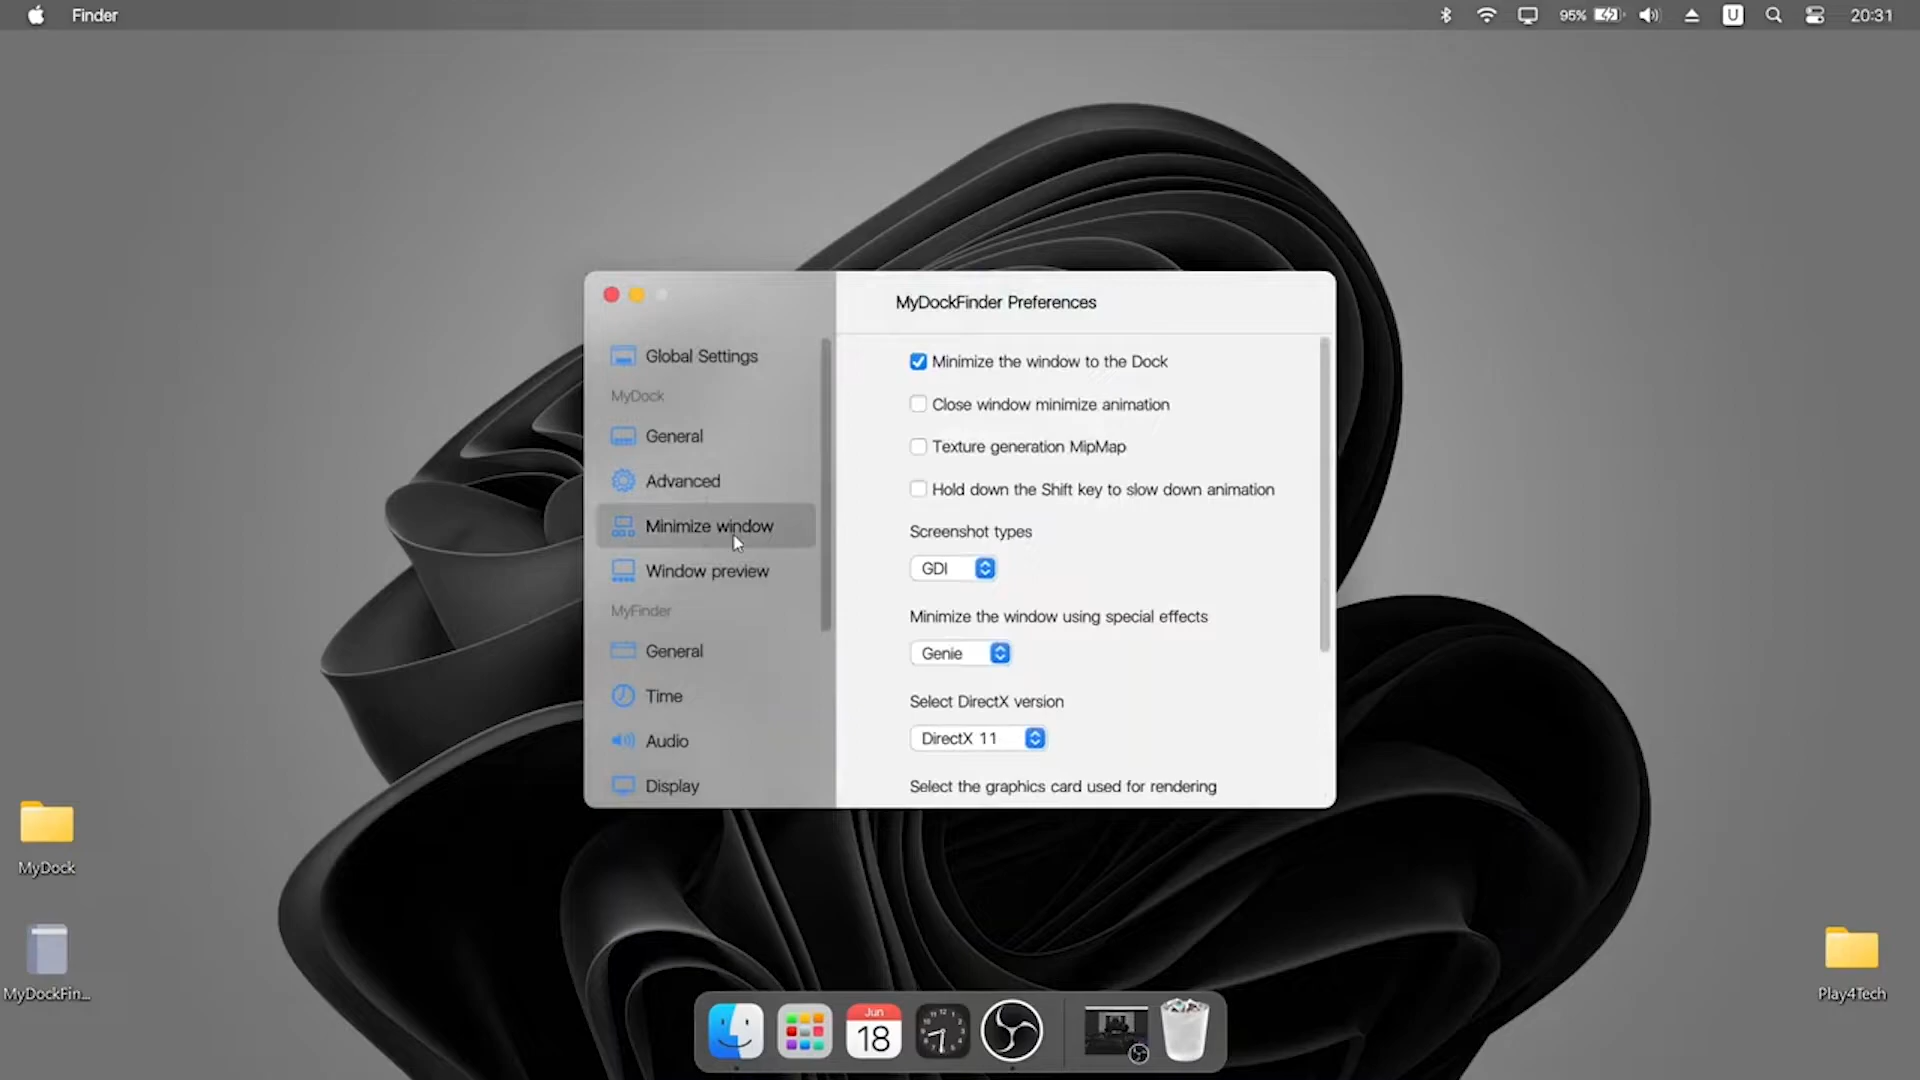 Finder
95%
U
20:31
MyDockFinder Preferences
Global Settings
MyDock
General
Advanced
Minimize window
Window preview
MyFinder
General
Time
Audio
Display
Minimize the window to the Dock
Close window minimize animation
Texture generation MipMap
Hold down the Shift key to slow down animation
Screenshot types
GDI
Minimize the window using special effects
Genie
Select DirectX version
DirectX 11
Select the graphics card used for rendering
MyDock
MyDockFin...
Play4Tech
Jun
18